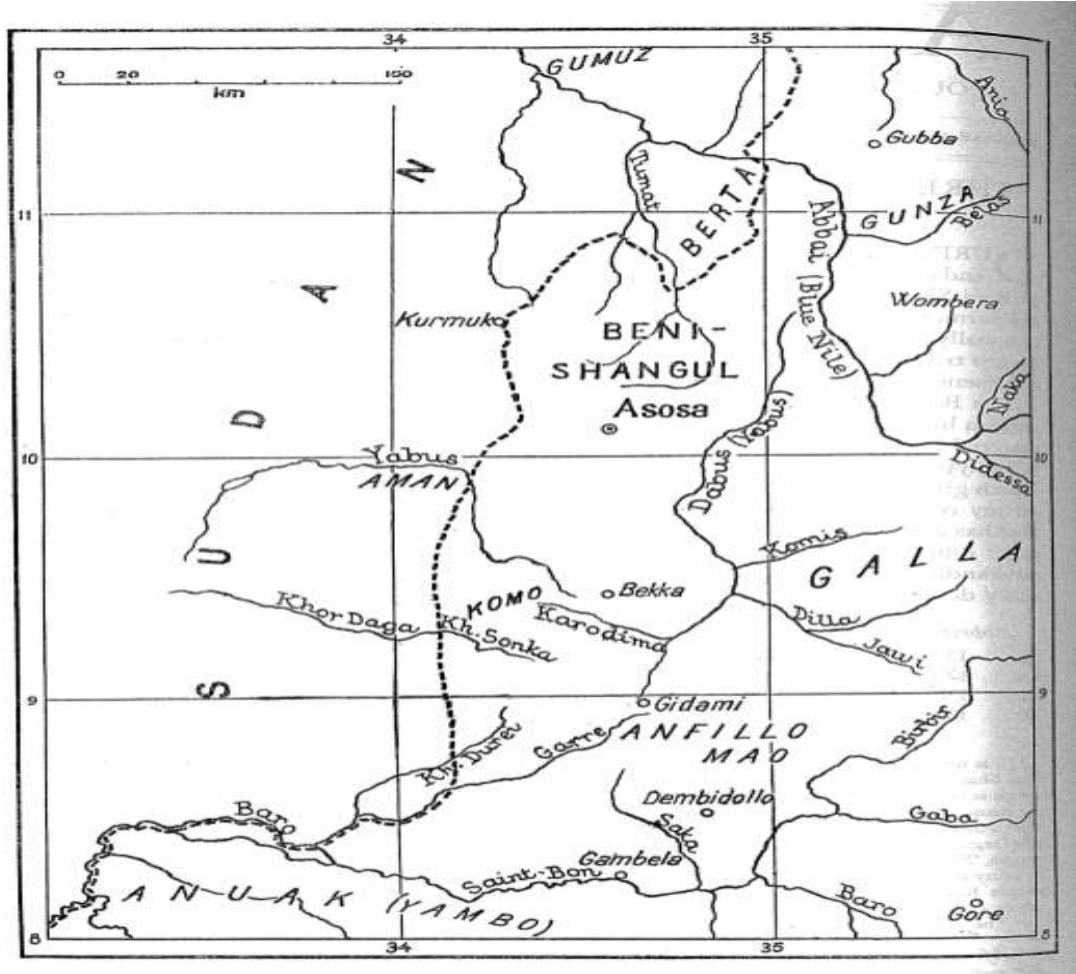 34
35
0
20
100
km
GUMUZ
Anio
Gubba
SUDAN
Tumat
BERTA
11
11
Abbai (Blue Nile)
GUNZA
Belas
Kurmuk
Wombera
BENI-
SHANGUL
Asosa
Dabus (Yabus)
Naka
Didessa
10
10
Yabus
AMAN
Komis
GALLA
KOMO
Bekka
Khor Daga
Kh. Sonka
Karodima
Dilla
Jawi
9
9
Gidami
ANFILLO
MAO
Kh. Durei
Garre
Birbir
Baro
Dembidollo
Saka
Gaba
Gambela
Saint-Bon
Baro
ANUAK (YAMBO)
Gore
8
8
34
35